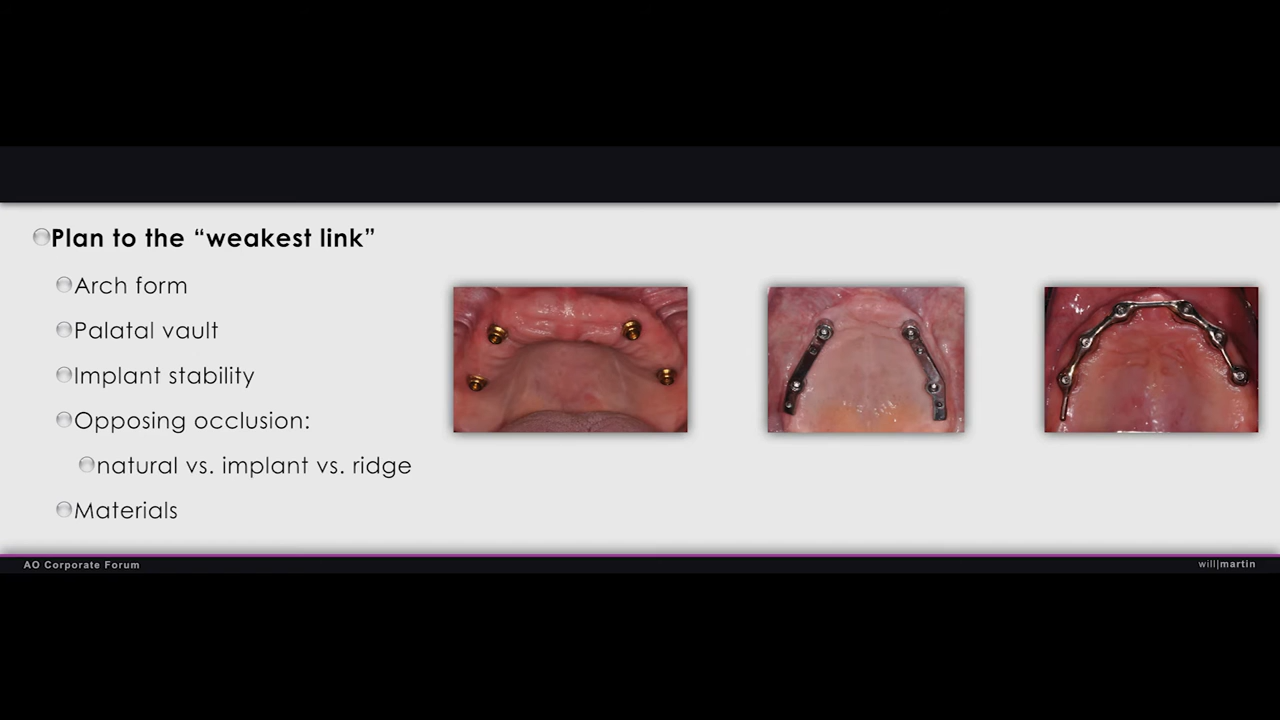 Plan to the “weakest link”
Arch form
Palatal vault
Implant stability
Opposing occlusion:
natural vs. implant vs. ridge
Materials
AO Corporate Forum
will|martin